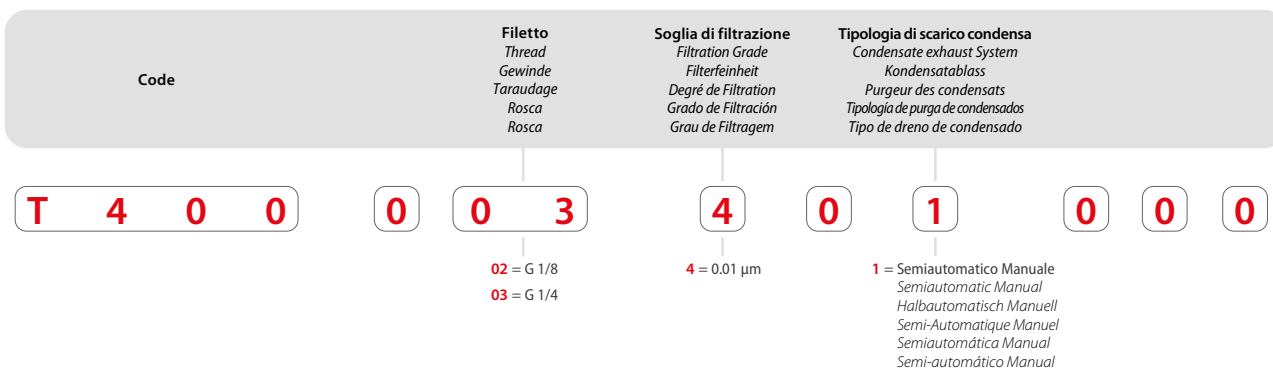 Code
Filetto
Thread
Gewinde
Taraudage
Rosca
Rosca
Soglia di filtrazione
Filtration Grade
Filterfeinheit
Degré de Filtration
Grado de Filtración
Grau de Filtragem
Tipologia di scarico condensa
Condensate exhaust System
Kondensatablass
Purgeur des condensats
Tipología de purga de condensados
Tipo de dreno de condensado
T 4 0 0 0 0 3 4 0 1 0 0 0
02 = G 1/8
03 = G 1/4
4 = 0.01 µm
1 = Semiautomatico Manuale
Semiautomatic Manual
Halbautomatisch Manuell
Semi-Automatique Manuel
Semiautomática Manual
Semi-automático Manual